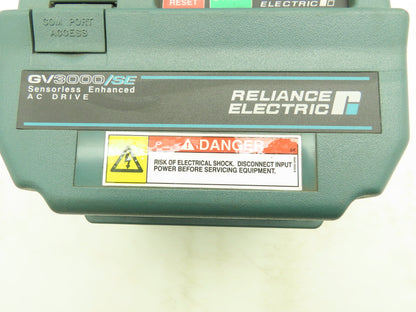 RESET
ELECTRIC
COM PORT
ACCESS
GV3000/SE
Sensorless Enhanced
AC DRIVE
RELIANCE
ELECTRIC
DANGER
RISK OF ELECTRICAL SHOCK. DISCONNECT INPUT
POWER BEFORE SERVICING EQUIPMENT.